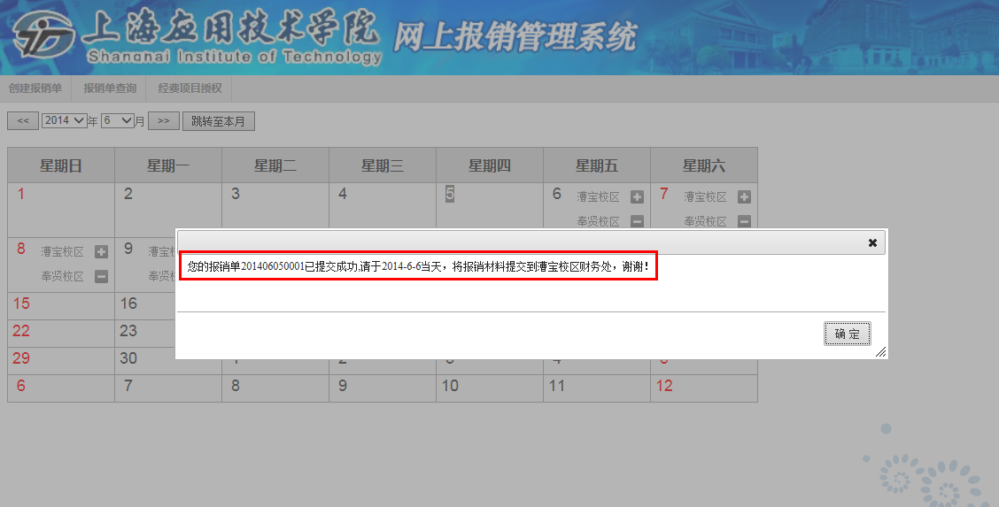 上海应用技术学院 网上报销管理系统
Shanghai Institute of Technology
创建报销单 报销单查询 经费项目授权
<< 2014 年 6 月 >> 跳转至本月
星期日 星期一 星期二 星期三 星期四 星期五 星期六
1 2 3 4 5 6 漕宝校区 7 漕宝校区
奉贤校区 奉贤校区
8 漕宝校区 9 漕宝
奉贤校区 奉贤
您的报销单201406050001已提交成功,请于2014-6-6当天，将报销材料提交到漕宝校区财务处，谢谢！
15 16
22 23
确 定
29 30
6 7 8 9 10 11 12